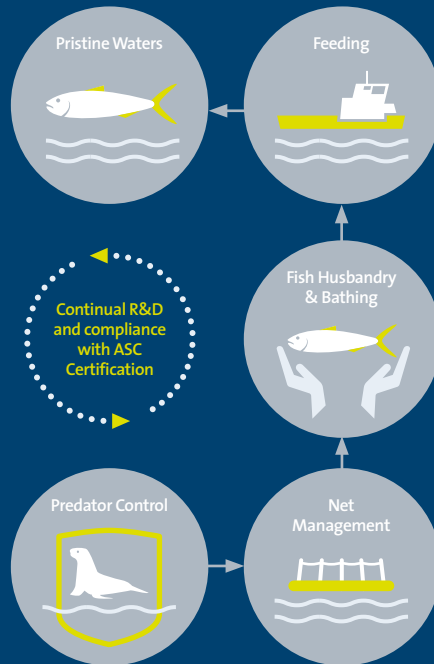 Pristine Waters
Feeding
Continual R&D
and compliance
with ASC
Certification
Fish Husbandry
& Bathing
Predator Control
Net
Management